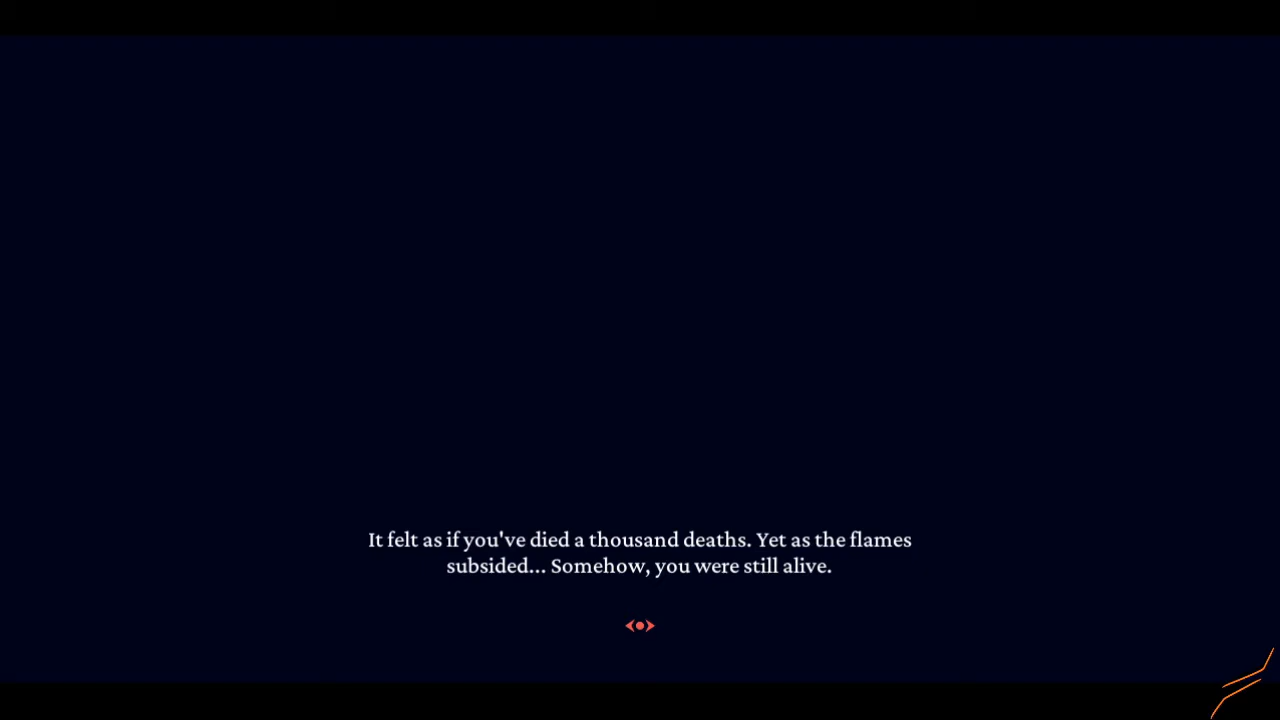 It felt as if you've died a thousand deaths. Yet as the flames
subsided... Somehow, you were still alive.